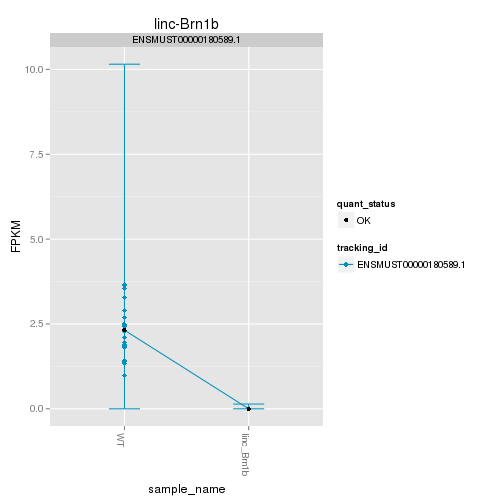 linc-Brn1b
ENSMUST00000180589.1
10.0
7.5
5.0
2.5
0.0
FPKM
WT
linc_Brn1b
sample_name
quant_status
OK
tracking_id
ENSMUST00000180589.1